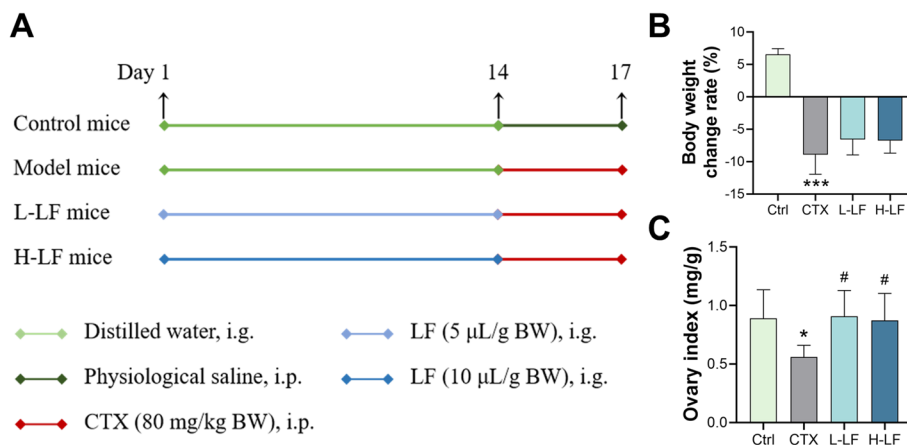 A
Day 1
14
17
Control mice
Model mice
L-LF mice
H-LF mice
Distilled water, i.g.
LF (5 μL/g BW), i.g.
Physiological saline, i.p.
LF (10 μL/g BW), i.g.
CTX (80 mg/kg BW), i.p.
B
Body weight
change rate (%)
10
5
0
-5
-10
-15
***
Ctrl CTX L-LF H-LF
C
Ovary index (mg/g)
1.5
1.0
0.5
0.0
*
#
#
Ctrl CTX L-LF H-LF